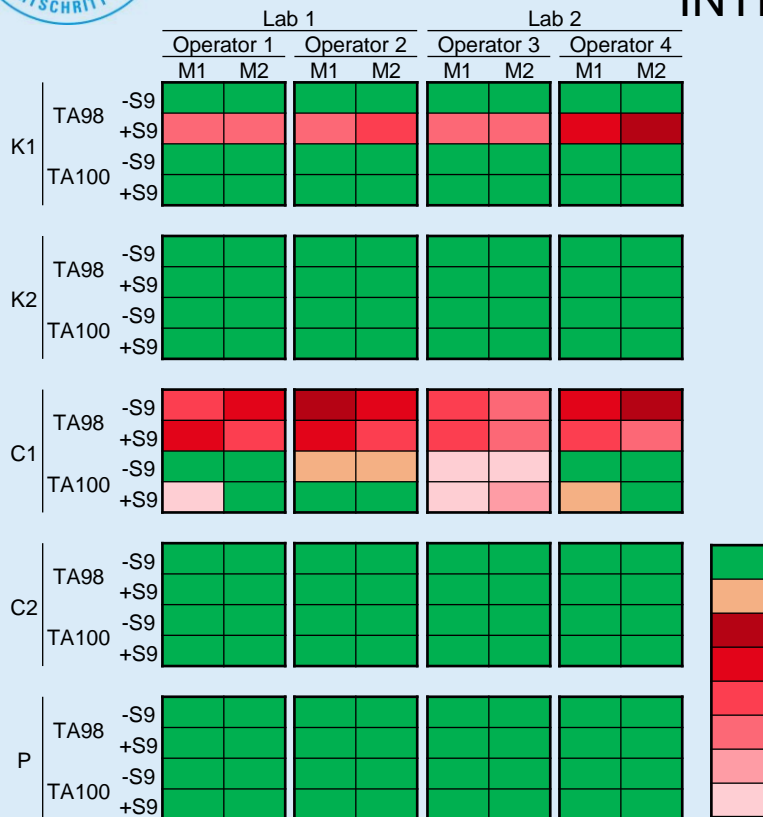 Lab 1 Lab 2
Operator 1 Operator 2 Operator 3 Operator 4
M1 M2 M1 M2 M1 M2 M1 M2
K1
TA98 -S9
+S9
TA100 -S9
+S9
K2
TA98 -S9
+S9
TA100 -S9
+S9
C1
TA98 -S9
+S9
TA100 -S9
+S9
C2
TA98 -S9
+S9
TA100 -S9
+S9
P
TA98 -S9
+S9
TA100 -S9
+S9